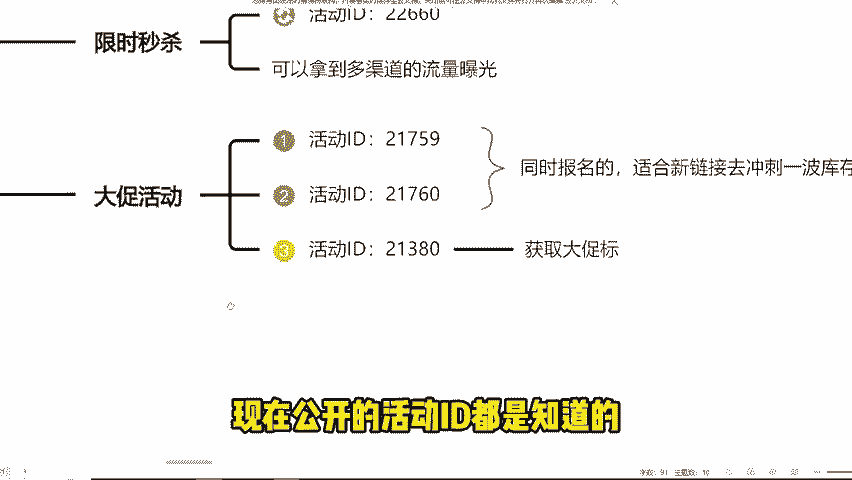 活动ID：22660
限时秒杀
可以拿到多渠道的流量曝光
大促活动
1 活动ID：21759
2 活动ID：21760
同时报名的，适合新链接去冲刺一波库存
3 活动ID：21380
获取大促标
现在公开的活动ID都是知道的